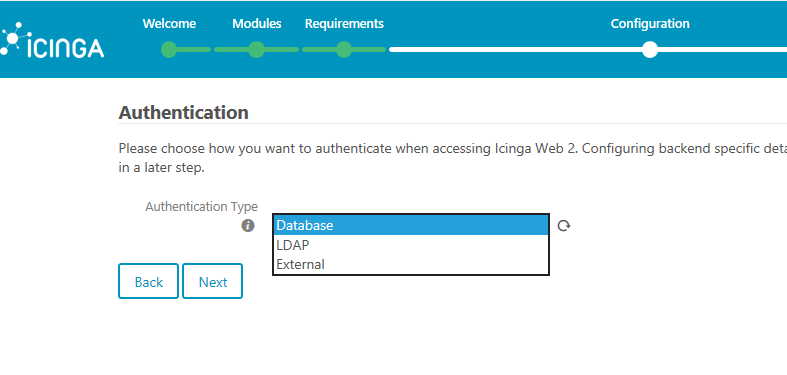 Welcome Modules Requirements Configuration
iCINGA
Authentication
Please choose how you want to authenticate when accessing Icinga Web 2. Configuring backend specific deta
in a later step.
Authentication Type
Database
LDAP
External
Back Next